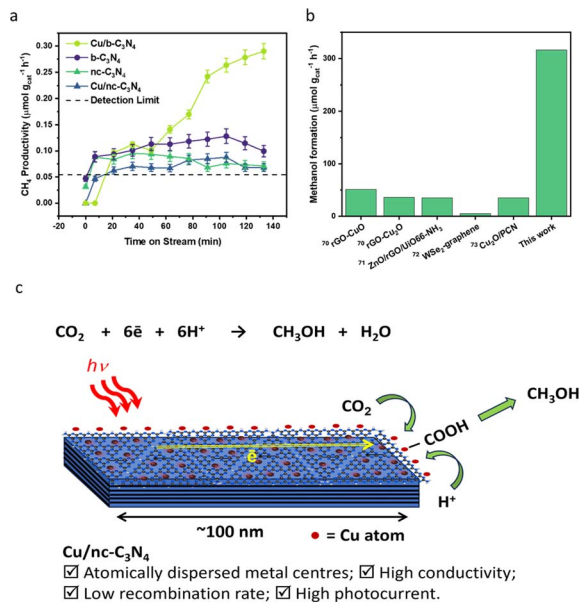 a
CH₄ Productivity (µmol g_cat⁻¹ h⁻¹)
0.30
0.25
0.20
0.15
0.10
0.05
0.00
Cu/b-C₃N₄
b-C₃N₄
nc-C₃N₄
Cu/nc-C₃N₄
Detection Limit
0 20 40 60 80 100 120 140
Time on Stream (min)
b
Methanol formation (µmol g_cat⁻¹ h⁻¹)
300
200
100
0
⁷⁰ rGO-CuO
⁷⁰ rGO-Cu₂O
⁷¹ ZnO/rGO/UiO66-NH₃
⁷² WSe₂-graphene
⁷³ Cu₂O/PCN
This work
c
CO₂ + 6ē + 6H⁺ → CH₃OH + H₂O
hν
CO₂
CH₃OH
COOH
ē
H⁺
~100 nm
= Cu atom
Cu/nc-C₃N₄
☑ Atomically dispersed metal centres; ☑ High conductivity;
☑ Low recombination rate; ☑ High photocurrent.